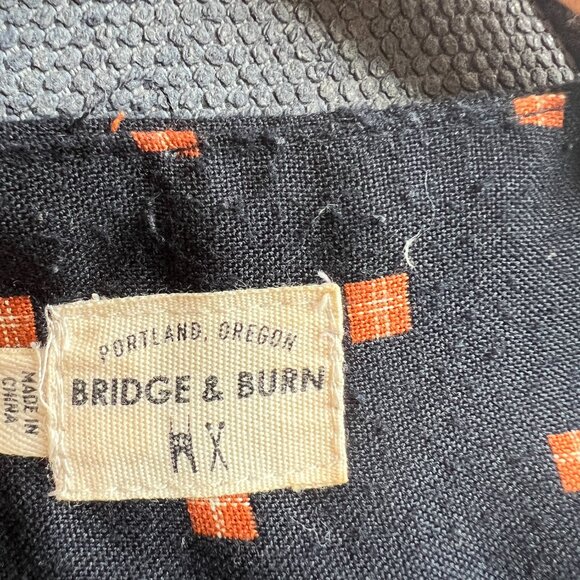 PORTLAND, OREGON
BRIDGE & BURN
MADE IN
CHINA